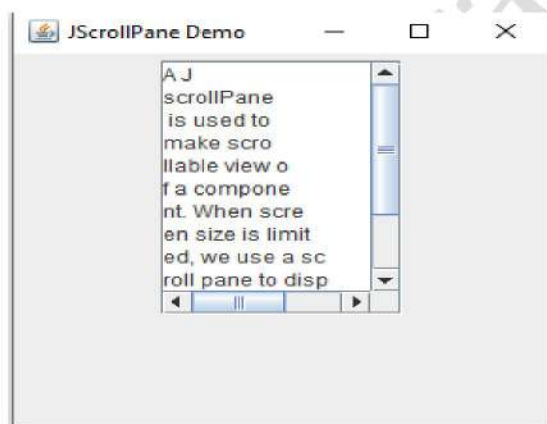 JScrollPane Demo
A J
scrollPane
is used to
make scro
llable view o
f a compone
nt. When scre
en size is limit
ed, we use a sc
roll pane to disp